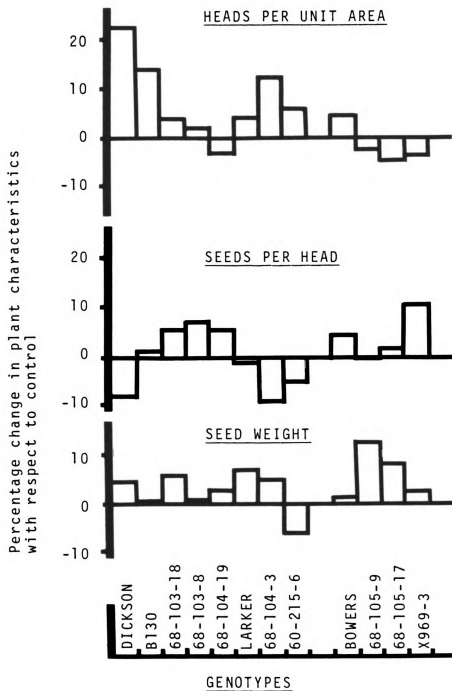 HEADS PER UNIT AREA
20
10
0
-10
SEEDS PER HEAD
20
10
0
-10
SEED WEIGHT
10
0
-10
Percentage change in plant characteristics
with respect to control
DICKSON
B130
68-103-18
68-103-8
68-104-19
LARKER
68-104-3
60-215-6
BOWERS
68-105-9
68-105-17
X969-3
GENOTYPES